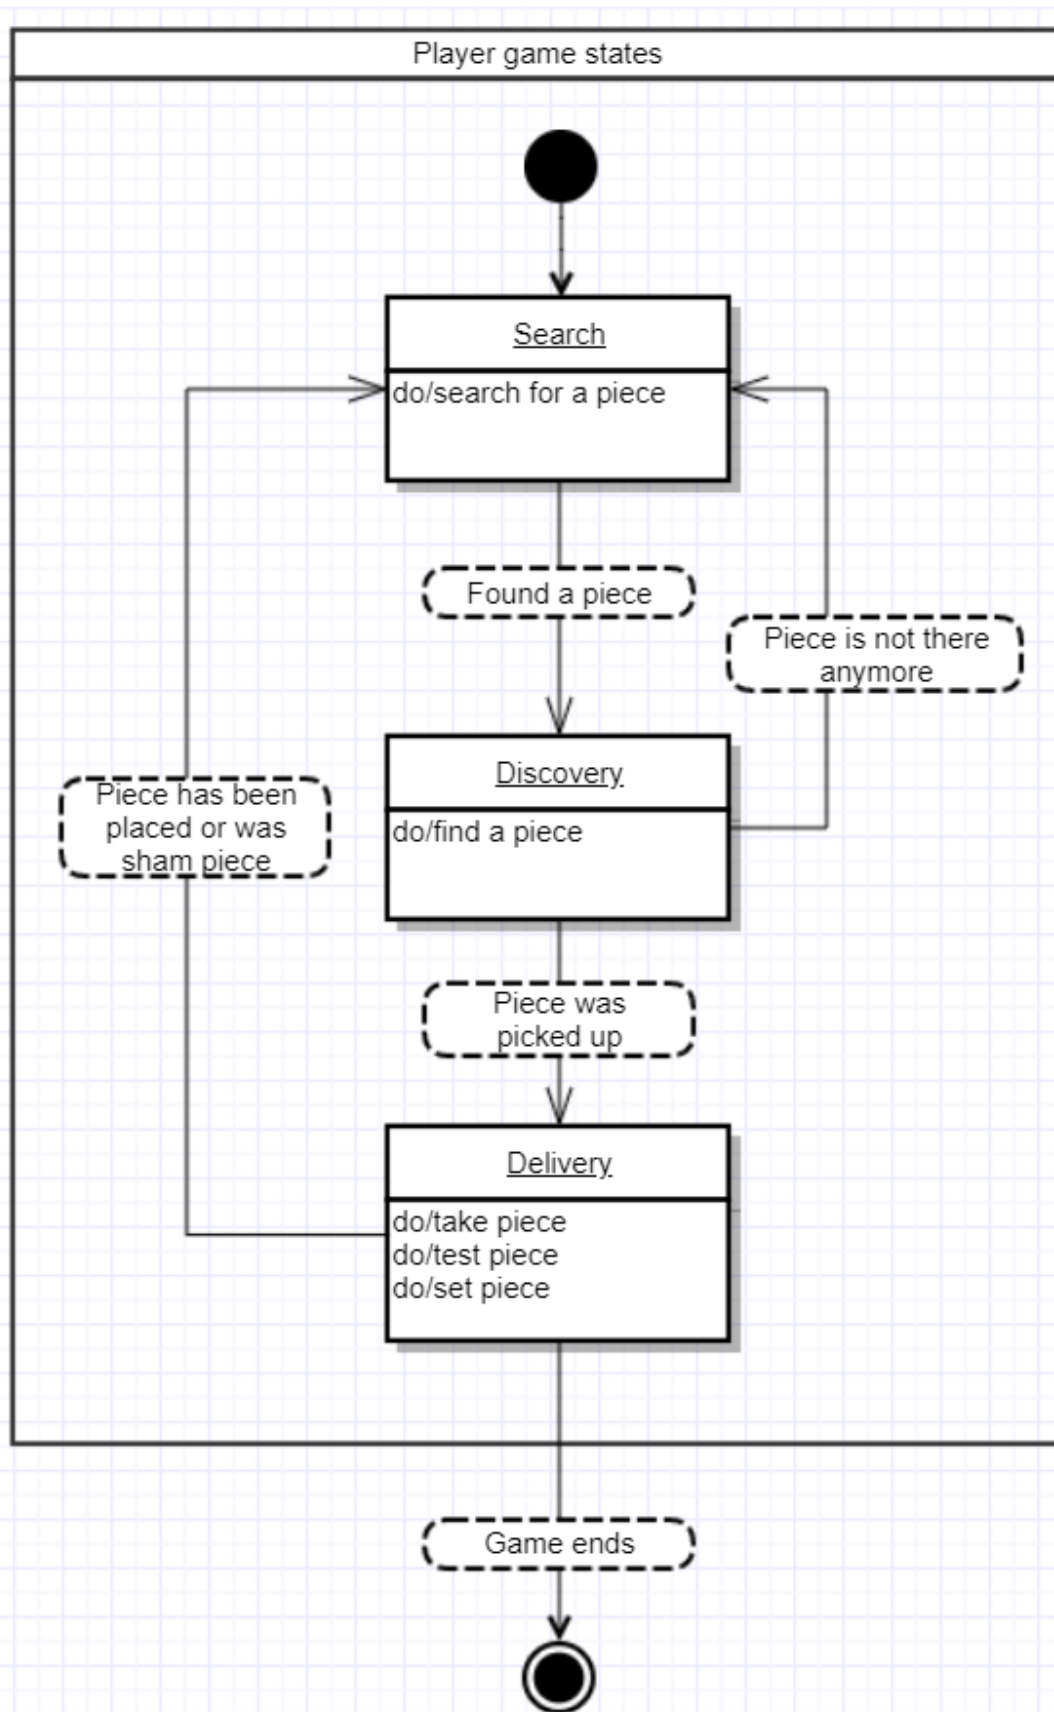 Player game states
Search
do/search for a piece
Found a piece
Piece is not there
anymore
Discovery
do/find a piece
Piece has been
placed or was
sham piece
Piece was
picked up
Delivery
do/take piece
do/test piece
do/set piece
Game ends